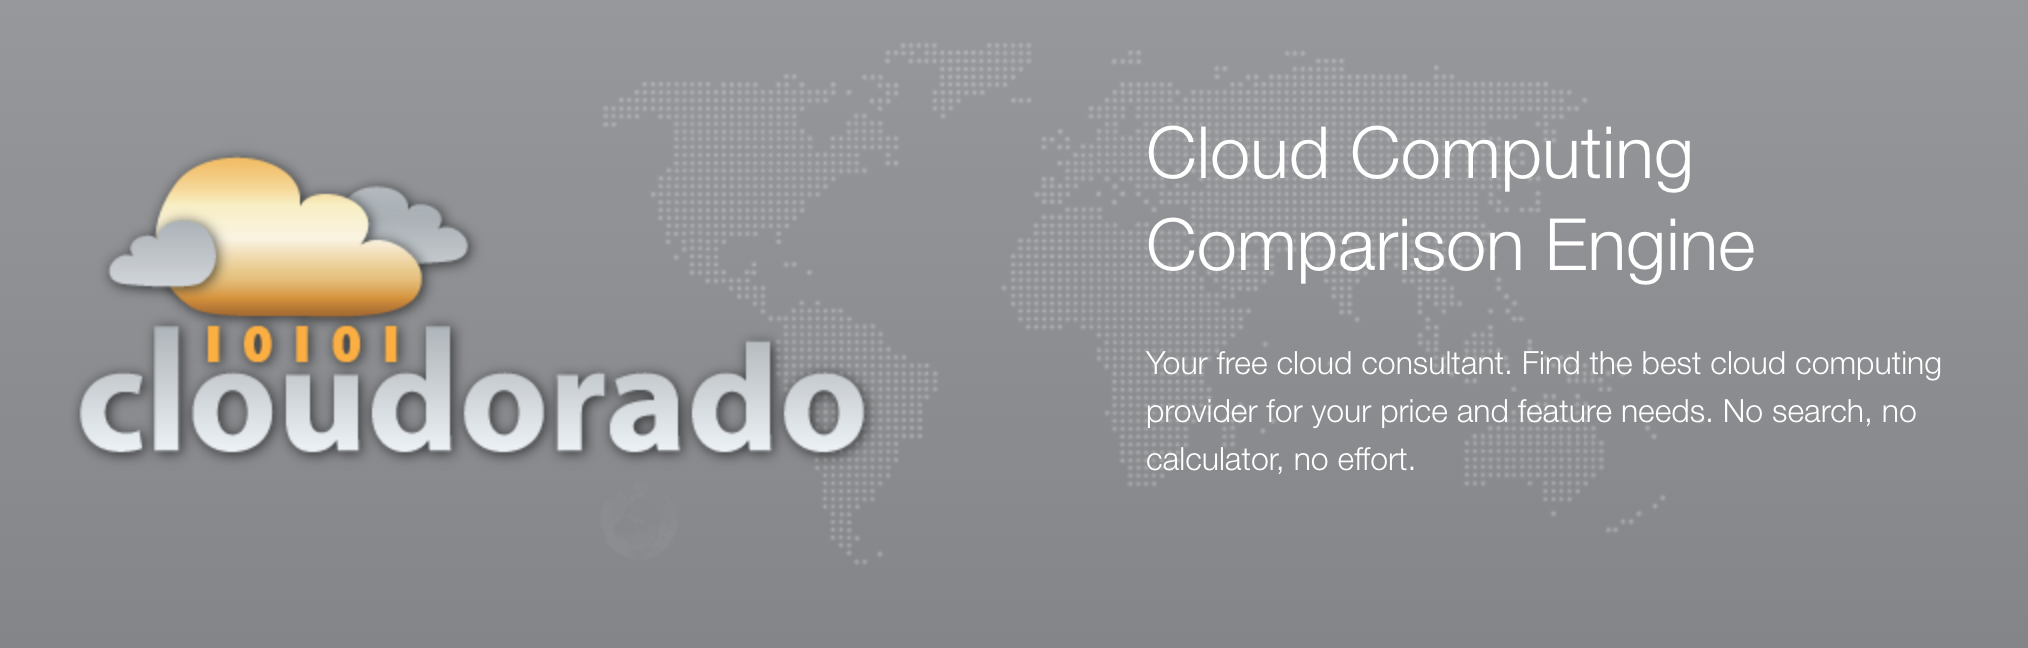 10101
cloudorado
Cloud Computing
Comparison Engine
Your free cloud consultant. Find the best cloud computing
provider for your price and feature needs. No search, no
calculator, no effort.